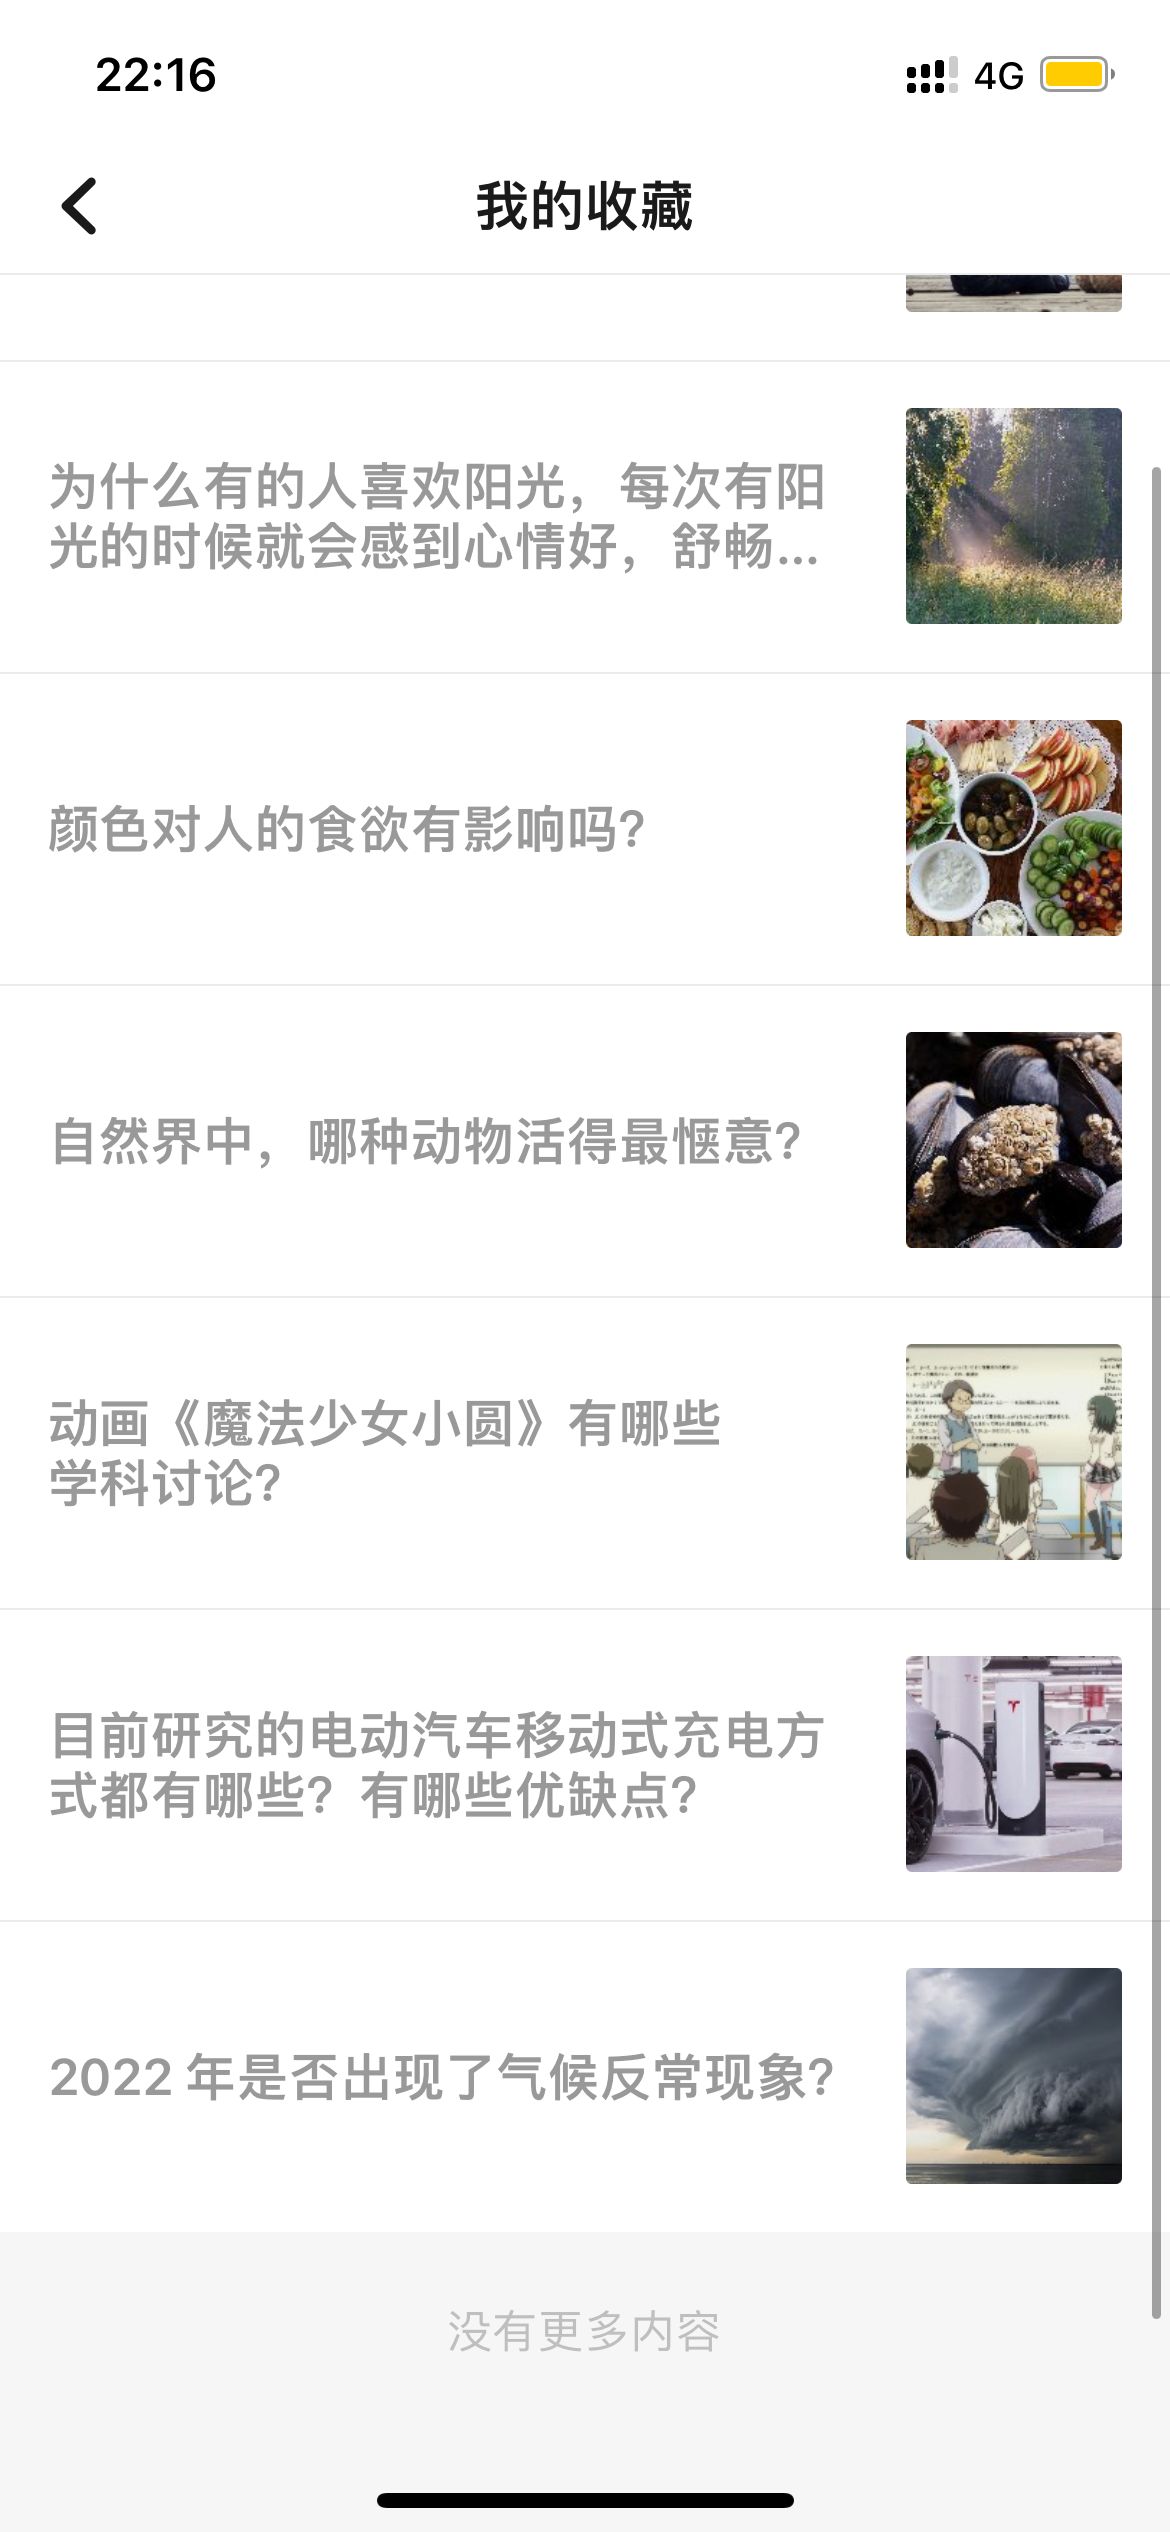 22:16
4G
我的收藏
为什么有的人喜欢阳光，每次有阳
光的时候就会感到心情好，舒畅...
颜色对人的食欲有影响吗？
自然界中，哪种动物活得最惬意？
动画《魔法少女小圆》有哪些
学科讨论？
目前研究的电动汽车移动式充电方
式都有哪些？有哪些优缺点？
2022 年是否出现了气候反常现象？
没有更多内容